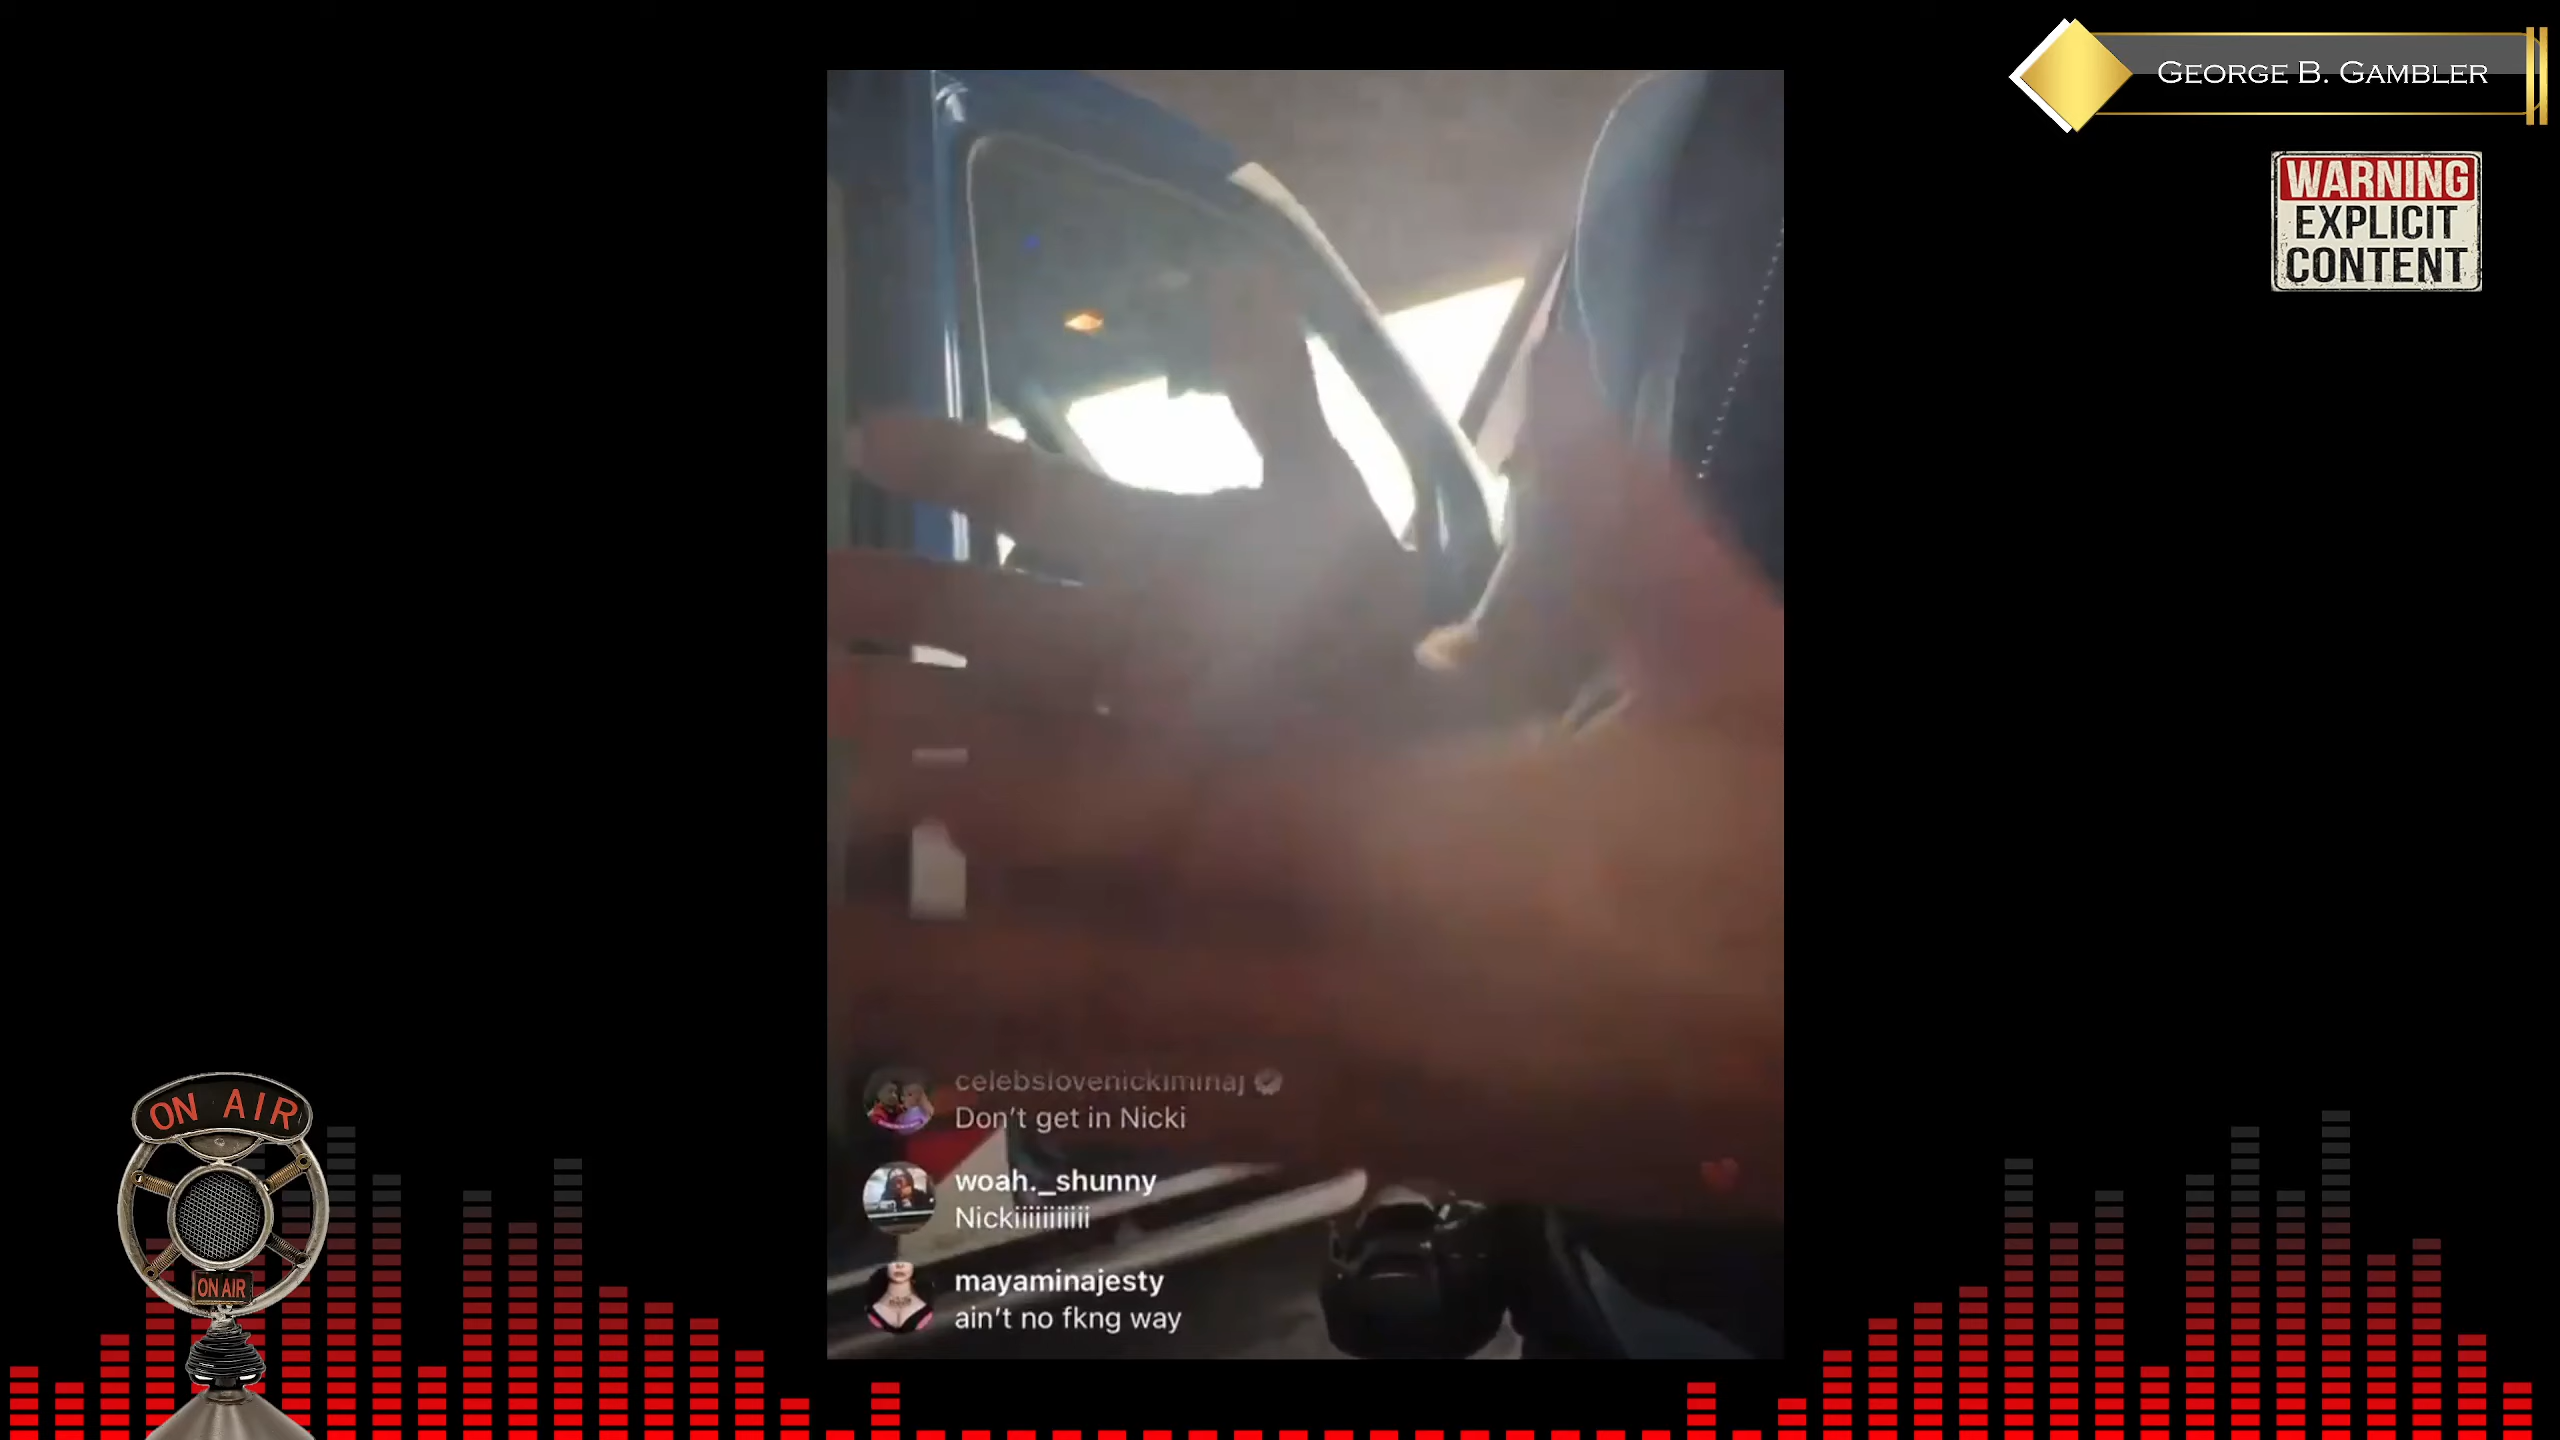 GEORGE B. GAMBLER
WARNING
EXPLICIT
CONTENT
celebslovenickiminaj
Don't get in Nicki
ON AIR
woah._shunny
Nickiiiiiiiiiiii
ON AIR
mayaminajesty
ain't no fkng way